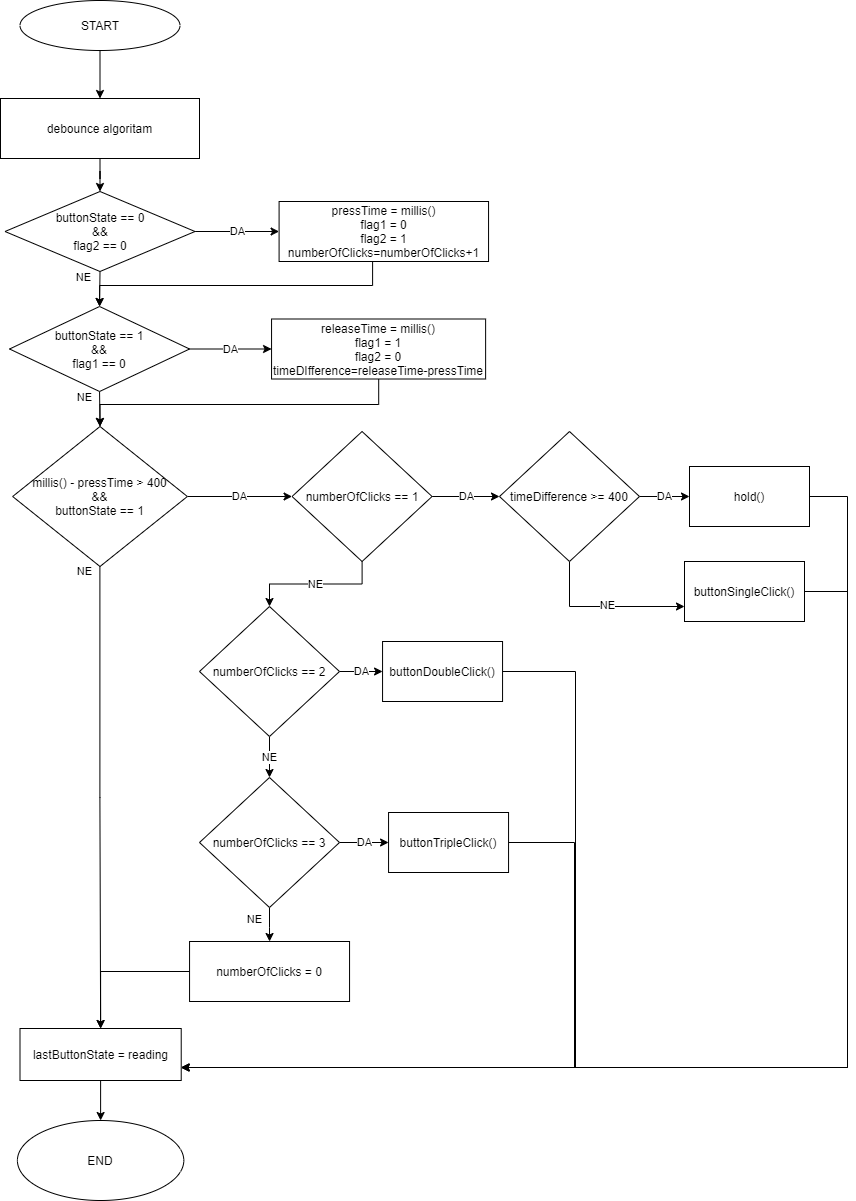 START
debounce algoritam
buttonState == 0
&&
flag2 == 0
DA
pressTime = millis()
flag1 = 0
flag2 = 1
numberOfClicks=numberOfClicks+1
NE
buttonState == 1
&&
flag1 == 0
DA
releaseTime = millis()
flag1 = 1
flag2 = 0
timeDIfference=releaseTime-pressTime
NE
millis() - pressTime > 400
&&
buttonState == 1
DA
numberOfClicks == 1
DA
timeDifference >= 400
DA
hold()
NE
NE
NE
buttonSingleClick()
numberOfClicks == 2
DA
buttonDoubleClick()
NE
numberOfClicks == 3
DA
buttonTripleClick()
NE
numberOfClicks = 0
lastButtonState = reading
END